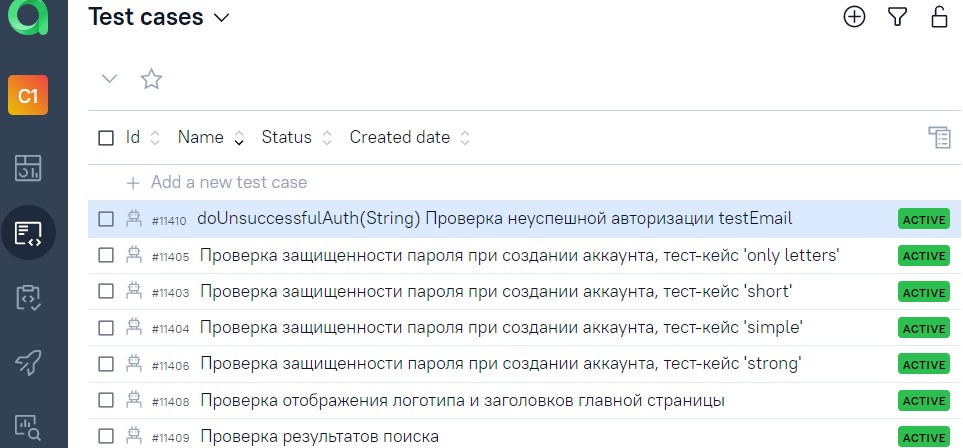 Test cases
C1
Id Name Status Created date
+ Add a new test case
#11410 doUnsuccessfulAuth(String) Проверка неуспешной авторизации testEmail ACTIVE
#11405 Проверка защищенности пароля при создании аккаунта, тест-кейс 'only letters' ACTIVE
#11403 Проверка защищенности пароля при создании аккаунта, тест-кейс 'short' ACTIVE
#11404 Проверка защищенности пароля при создании аккаунта, тест-кейс 'simple' ACTIVE
#11406 Проверка защищенности пароля при создании аккаунта, тест-кейс 'strong' ACTIVE
#11408 Проверка отображения логотипа и заголовков главной страницы ACTIVE
#11409 Проверка результатов поиска ACTIVE